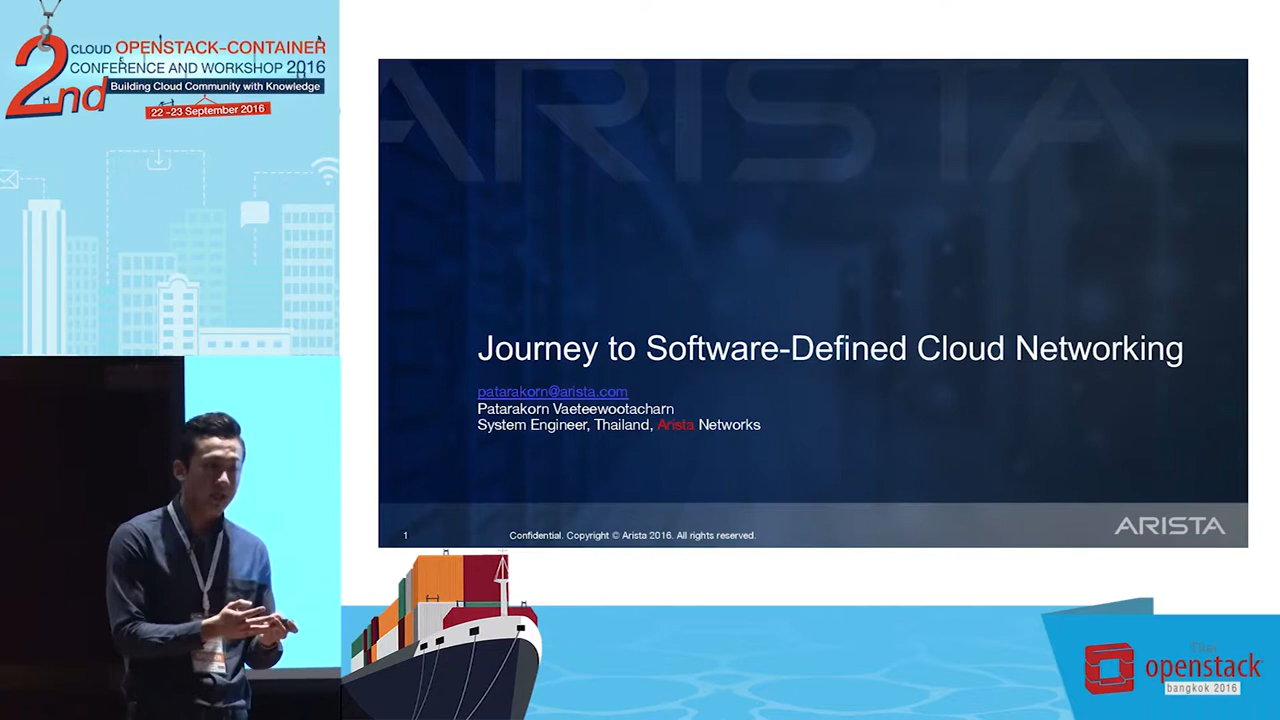 2nd
CLOUD OPENSTACK-CONTAINER
CONFERENCE AND WORKSHOP 2016
Building Cloud Community with Knowledge
22 -23 September 2016
ARISTA
Journey to Software-Defined Cloud Networking
patarakorn@arista.com
Patarakorn Vaeteewootacharn
System Engineer, Thailand, Arista Networks
1
Confidential. Copyright © Arista 2016. All rights reserved.
ARISTA
openstack
bangkok 2016